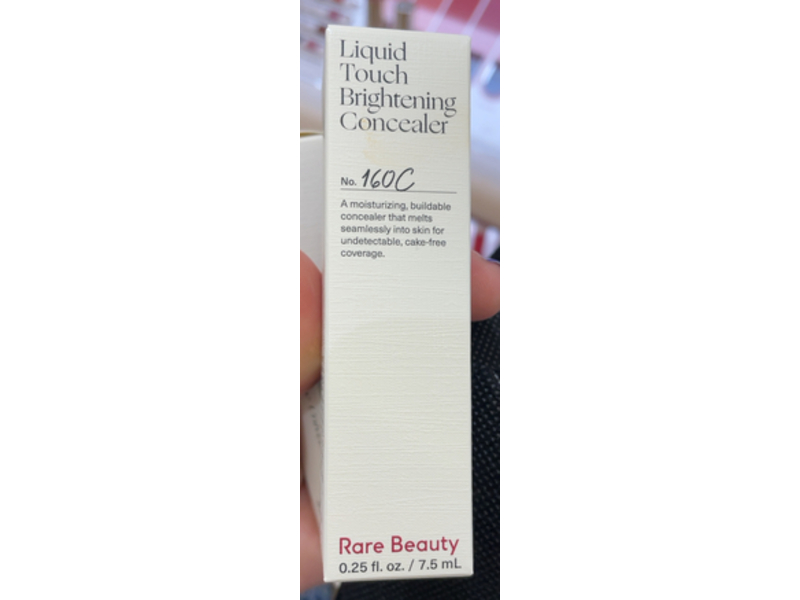 Liquid
Touch
Brightening
Concealer
No. 160C
A moisturizing, buildable
concealer that melts
seamlessly into skin for
undetectable, cake-free
coverage.
Rare Beauty
0.25 fl. oz. / 7.5 mL